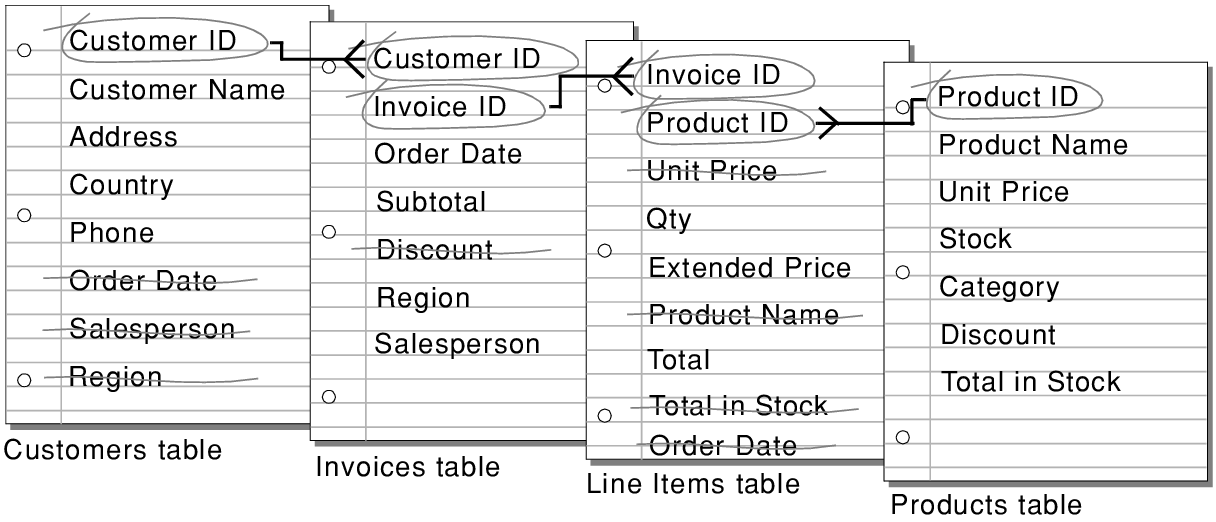 Customer ID
Customer Name
Address
Country
Phone
Order Date
Salesperson
Region
Customers table
Customer ID
Invoice ID
Order Date
Subtotal
Discount
Region
Salesperson
Invoices table
Invoice ID
Product ID
Unit Price
Qty
Extended Price
Product Name
Total
Total in Stock
Order Date
Line Items table
Product ID
Product Name
Unit Price
Stock
Category
Discount
Total in Stock
Products table